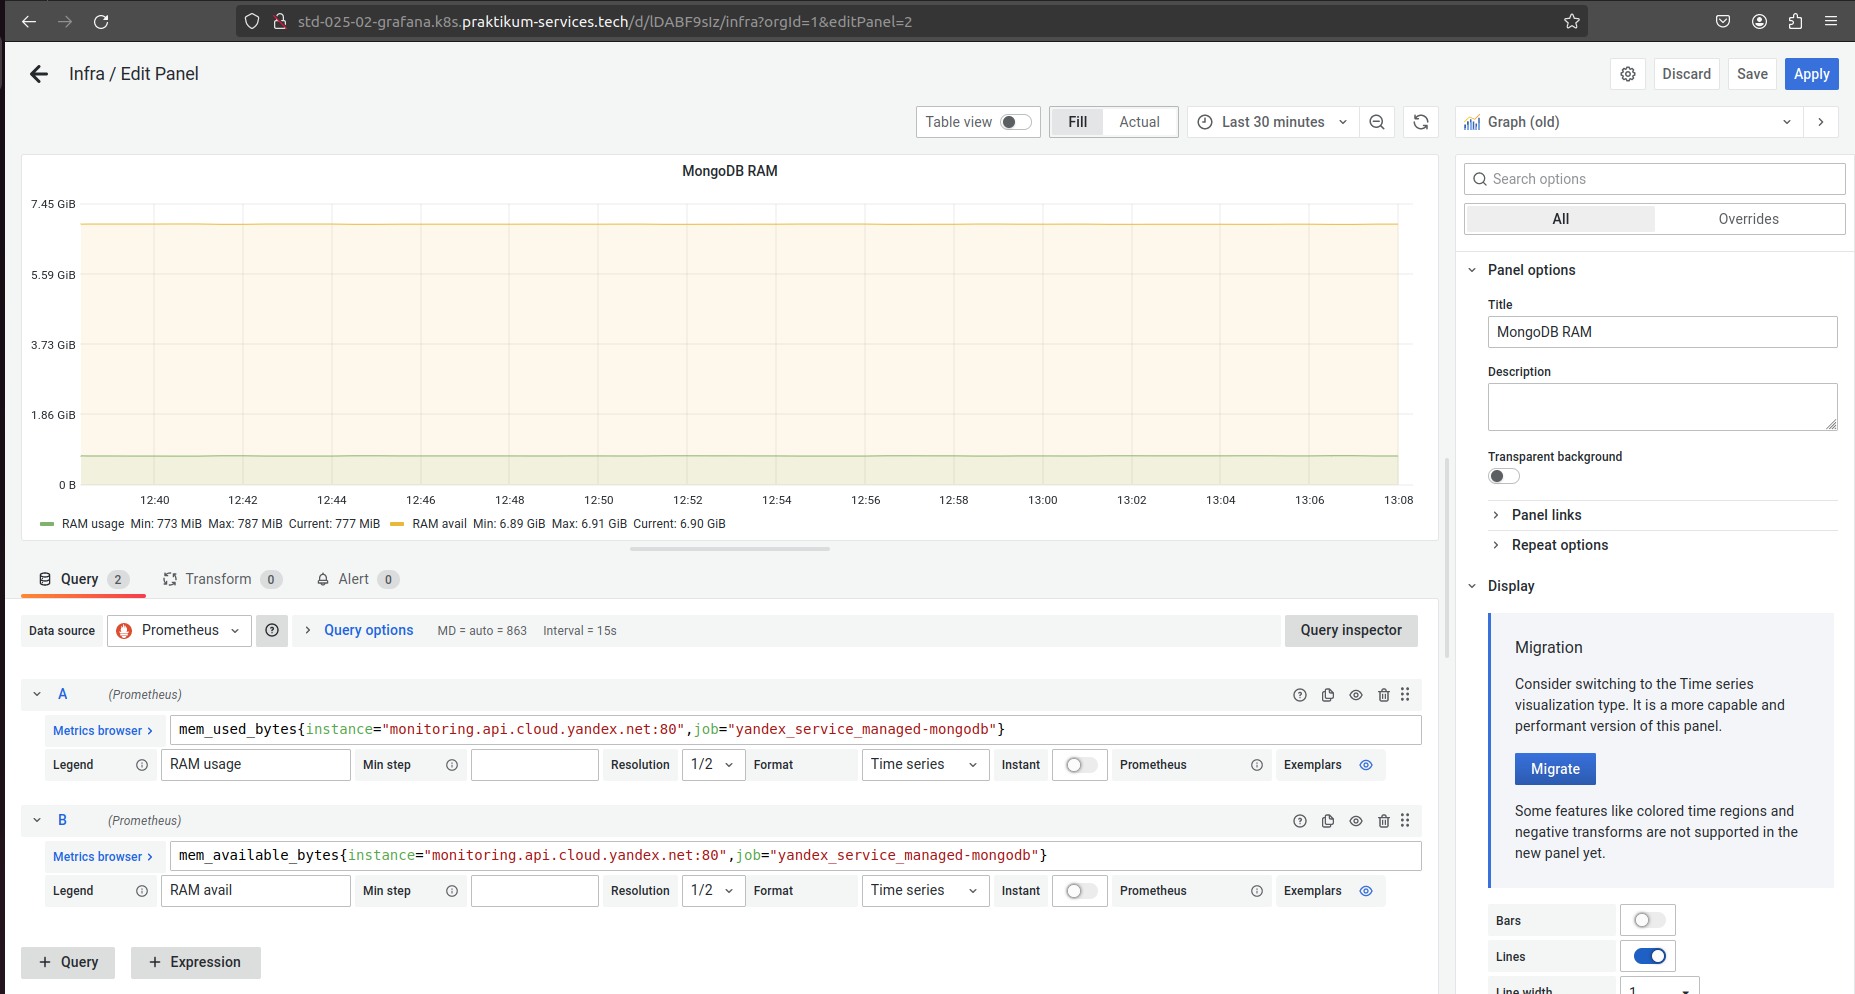 std-025-02-grafana.k8s.praktikum-services.tech/d/lDABF9sIz/infra?orgId=1&editPanel=2
Infra / Edit Panel
Discard
Save
Apply
Table view
Fill
Actual
Last 30 minutes
Graph (old)
MongoDB RAM
7.45 GiB
5.59 GiB
3.73 GiB
1.86 GiB
0 B
12:40 12:42 12:44 12:46 12:48 12:50 12:52 12:54 12:56 12:58 13:00 13:02 13:04 13:06 13:08
RAM usage Min: 773 MiB Max: 787 MiB Current: 777 MiB RAM avail Min: 6.89 GiB Max: 6.91 GiB Current: 6.90 GiB
Query 2 Transform 0 Alert 0
Data source Prometheus Query options MD = auto = 863 Interval = 15s Query inspector
A (Prometheus)
Metrics browser mem_used_bytes{instance="monitoring.api.cloud.yandex.net:80",job="yandex_service_managed-mongodb"}
Legend RAM usage Min step Resolution 1/2 Format Time series Instant Prometheus Exemplars
B (Prometheus)
Metrics browser mem_available_bytes{instance="monitoring.api.cloud.yandex.net:80",job="yandex_service_managed-mongodb"}
Legend RAM avail Min step Resolution 1/2 Format Time series Instant Prometheus Exemplars
+ Query + Expression
Search options
All Overrides
Panel options
Title
MongoDB RAM
Description
Transparent background
Panel links
Repeat options
Display
Migration
Consider switching to the Time series
visualization type. It is a more capable and
performant version of this panel.
Migrate
Some features like colored time regions and
negative transforms are not supported in the
new panel yet.
Bars
Lines
Line width 1